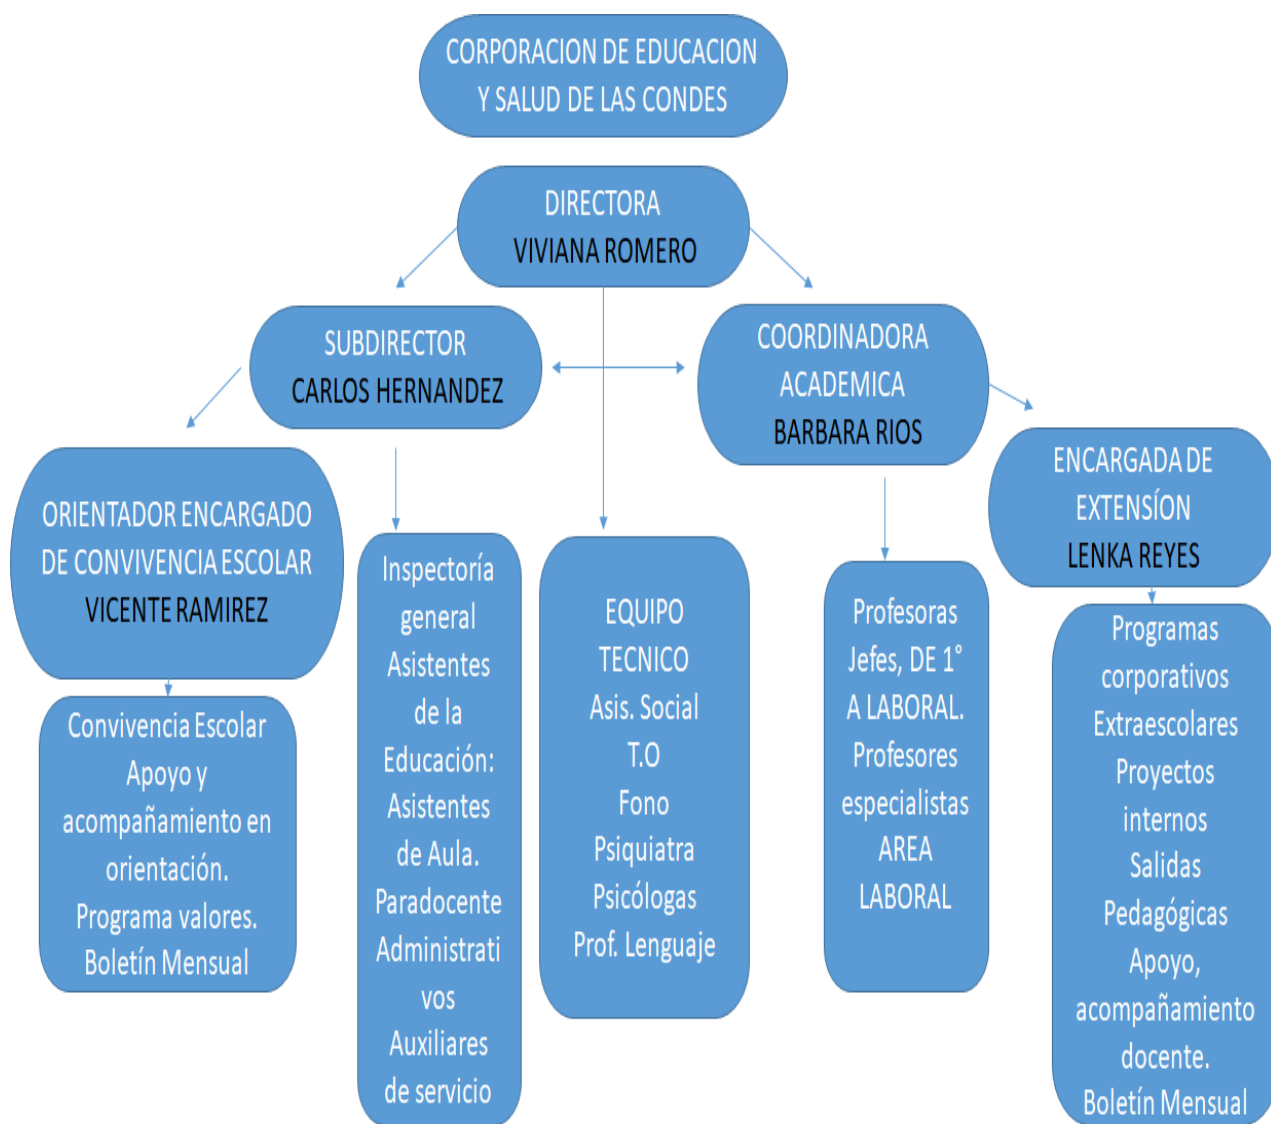 CORPORACION DE EDUCACION
Y SALUD DE LAS CONDES
DIRECTORA
VIVIANA ROMERO
SUBDIRECTOR
CARLOS HERNANDEZ
COORDINADORA
ACADEMICA
BARBARA RIOS
ORIENTADOR ENCARGADO
DE CONVIVENCIA ESCOLAR
VICENTE RAMIREZ
ENCARGADA DE
EXTENSÍON
LENKA REYES
Convivencia Escolar
Apoyo y
acompañamiento en
orientación.
Programa valores.
Boletín Mensual
Inspectoría
general
Asistentes
de la
Educación:
Asistentes
de Aula.
Paradocente
Administrati
vos
Auxiliares
de servicio
EQUIPO
TECNICO
Asis. Social
T.O
Fono
Psiquiatra
Psicólogas
Prof. Lenguaje
Profesoras
Jefes, DE 1°
A LABORAL.
Profesores
especialistas
AREA
LABORAL
Programas
corporativos
Extraescolares
Proyectos
internos
Salidas
Pedagógicas
Apoyo,
acompañamiento
docente.
Boletín Mensual